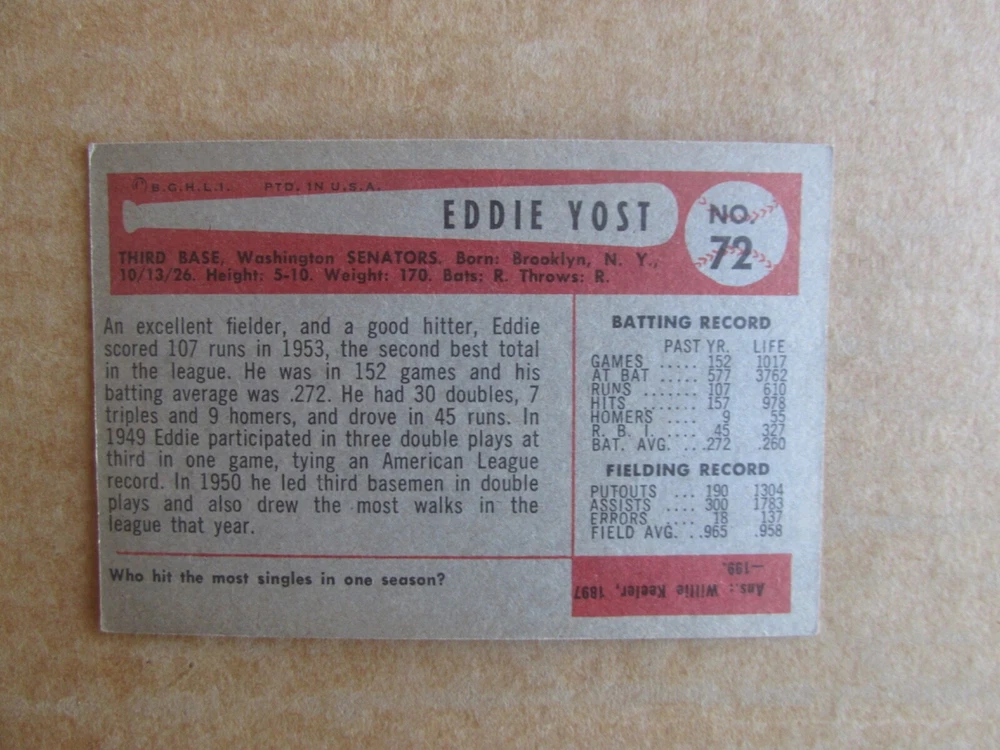 B.G.H.L.I. PTD. IN U.S.A.
EDDIE YOST
NO.
72
THIRD BASE, Washington SENATORS. Born: Brooklyn, N. Y.,
10/13/26. Height: 5-10. Weight: 170. Bats: R. Throws: R.
An excellent fielder, and a good hitter, Eddie
scored 107 runs in 1953, the second best total
in the league. He was in 152 games and his
batting average was .272. He had 30 doubles, 7
triples and 9 homers, and drove in 45 runs. In
1949 Eddie participated in three double plays at
third in one game, tying an American League
record. In 1950 he led third basemen in double
plays and also drew the most walks in the
league that year.
BATTING RECORD
PAST YR. LIFE
GAMES ..... 152 1017
AT BAT ..... 577 3762
RUNS ....... 107 610
HITS ....... 157 978
HOMERS .... 9 55
R. B. I. .... 45 327
BAT. AVG. ...272 .260
FIELDING RECORD
PUTOUTS ... 190 1304
ASSISTS .... 300 1783
ERRORS .... 18 137
FIELD AVG. ..965 .958
Who hit the most singles in one season?
Ans.: Willie Keeler, 1897
—199.